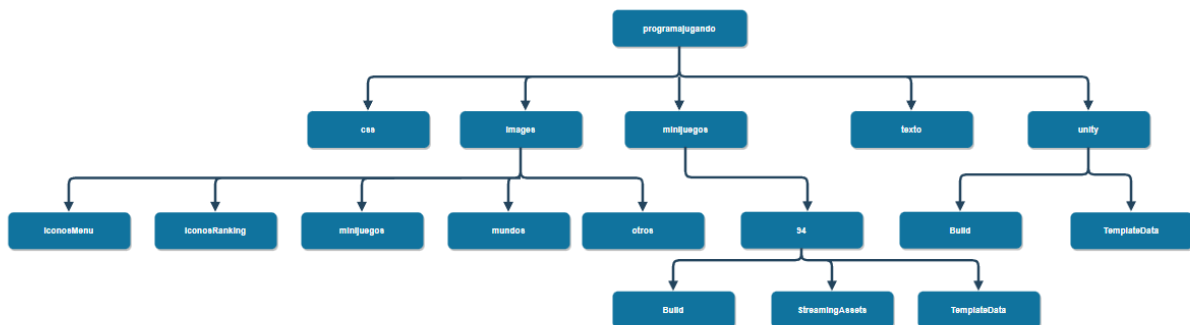 programajugando
css
images
minijuegos
texto
unity
IconosMenu
IconosRanking
minijuegos
mundos
otros
94
Build
TemplateData
Build
StreamingAssets
TemplateData